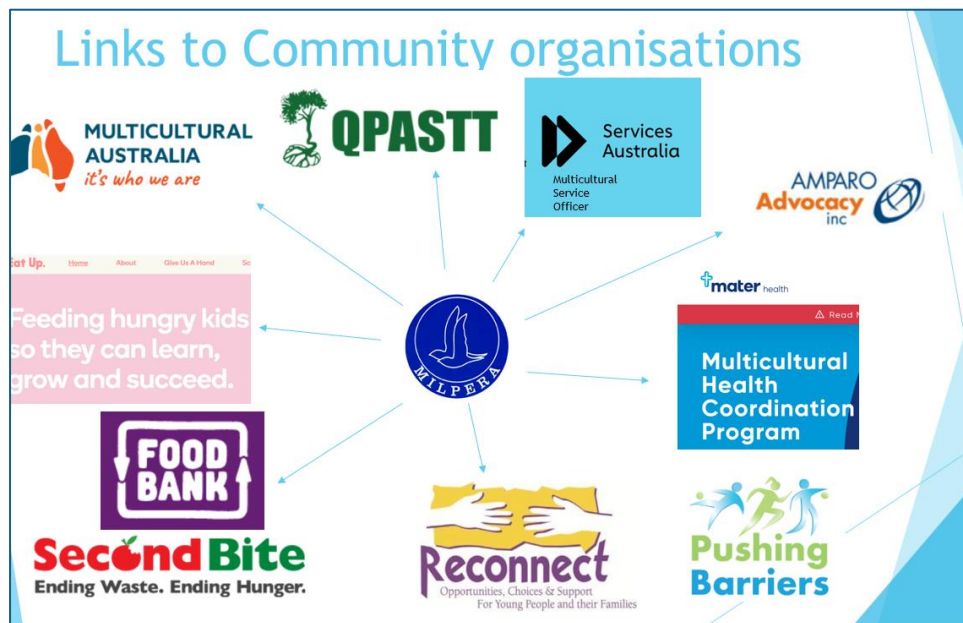 Links to Community organisations
MULTICULTURAL
AUSTRALIA
it's who we are
QPASTT
Services
Australia
Multicultural
Service
Officer
AMPARO
Advocacy
inc
Eat Up. Home About Give Us A Hand
Feeding hungry kids
so they can learn,
grow and succeed.
MILPERA
mater health
Read
Multicultural
Health
Coordination
Program
FOOD
BANK
Second Bite
Ending Waste. Ending Hunger.
Reconnect
Opportunities, Choices & Support
For Young People and their Families
Pushing
Barriers